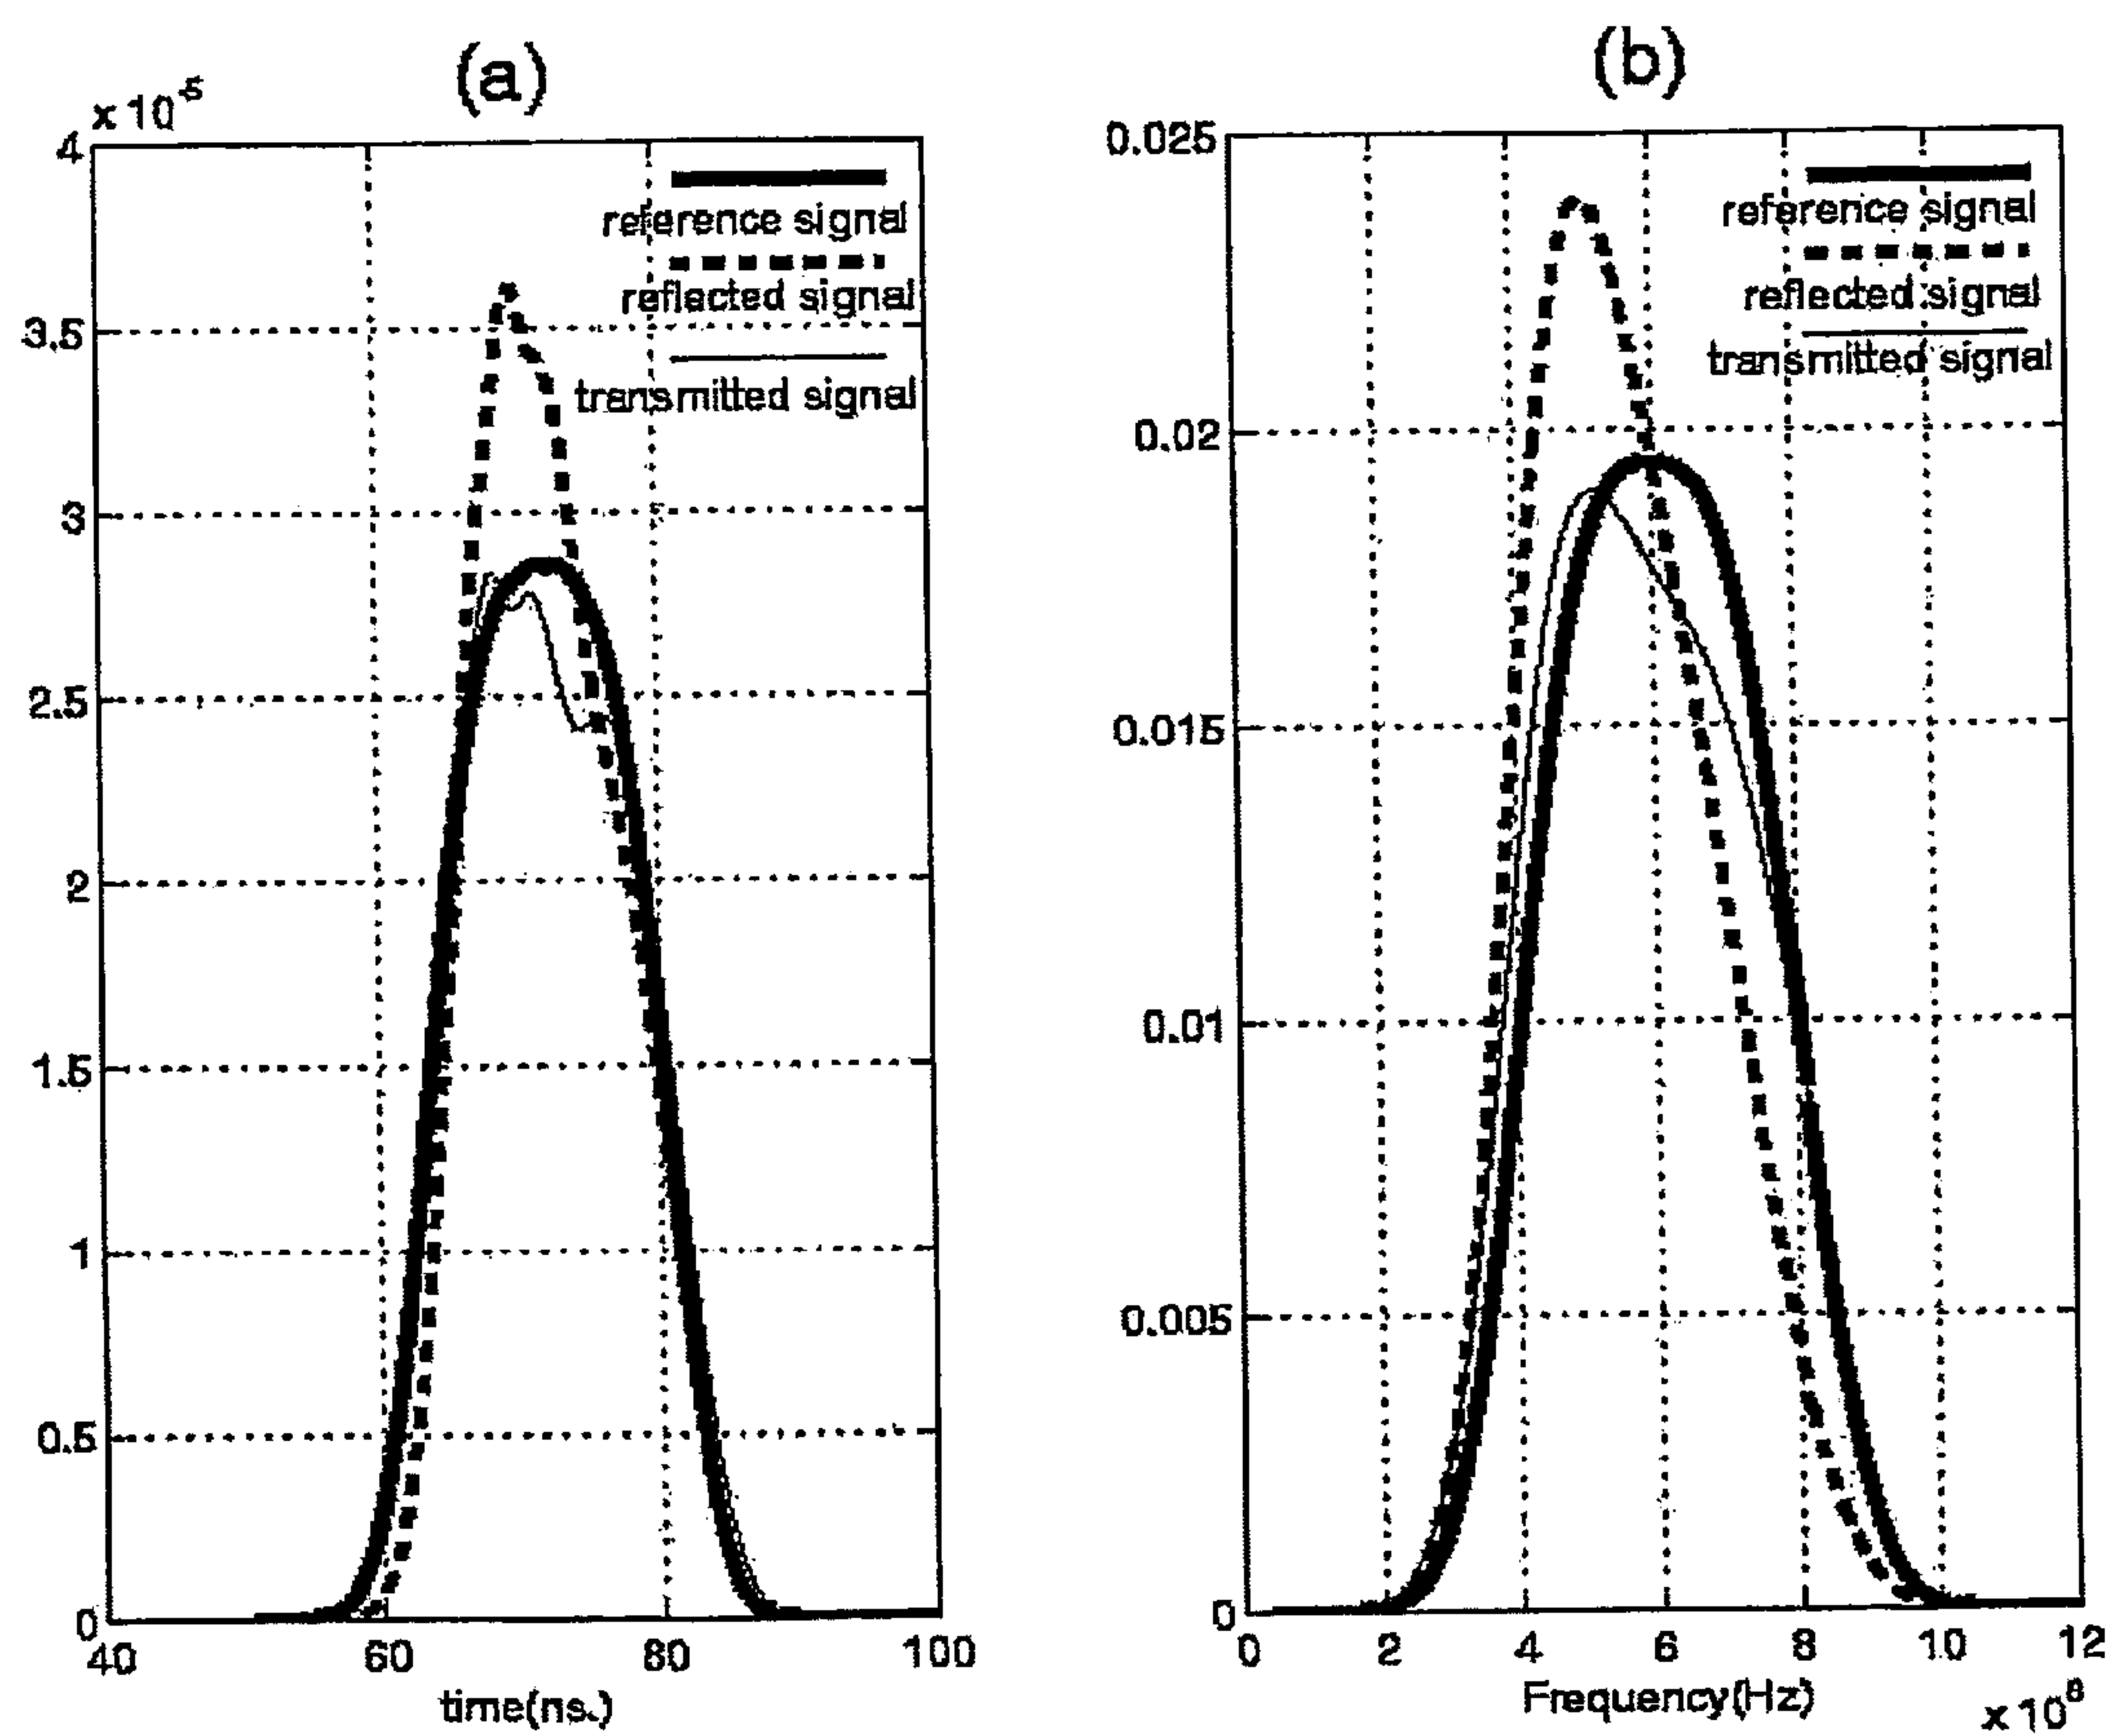 (a)
x 10-5
4
3.5
3
2.5
2
1.5
1
0.5
0
40 60 80 100
time(ns.)
reference signal
reflected signal
transmitted signal
(b)
0.025
0.02
0.015
0.01
0.005
0
0 2 4 6 8 10 12
Frequency(Hz)
x 108
reference signal
reflected signal
transmitted signal